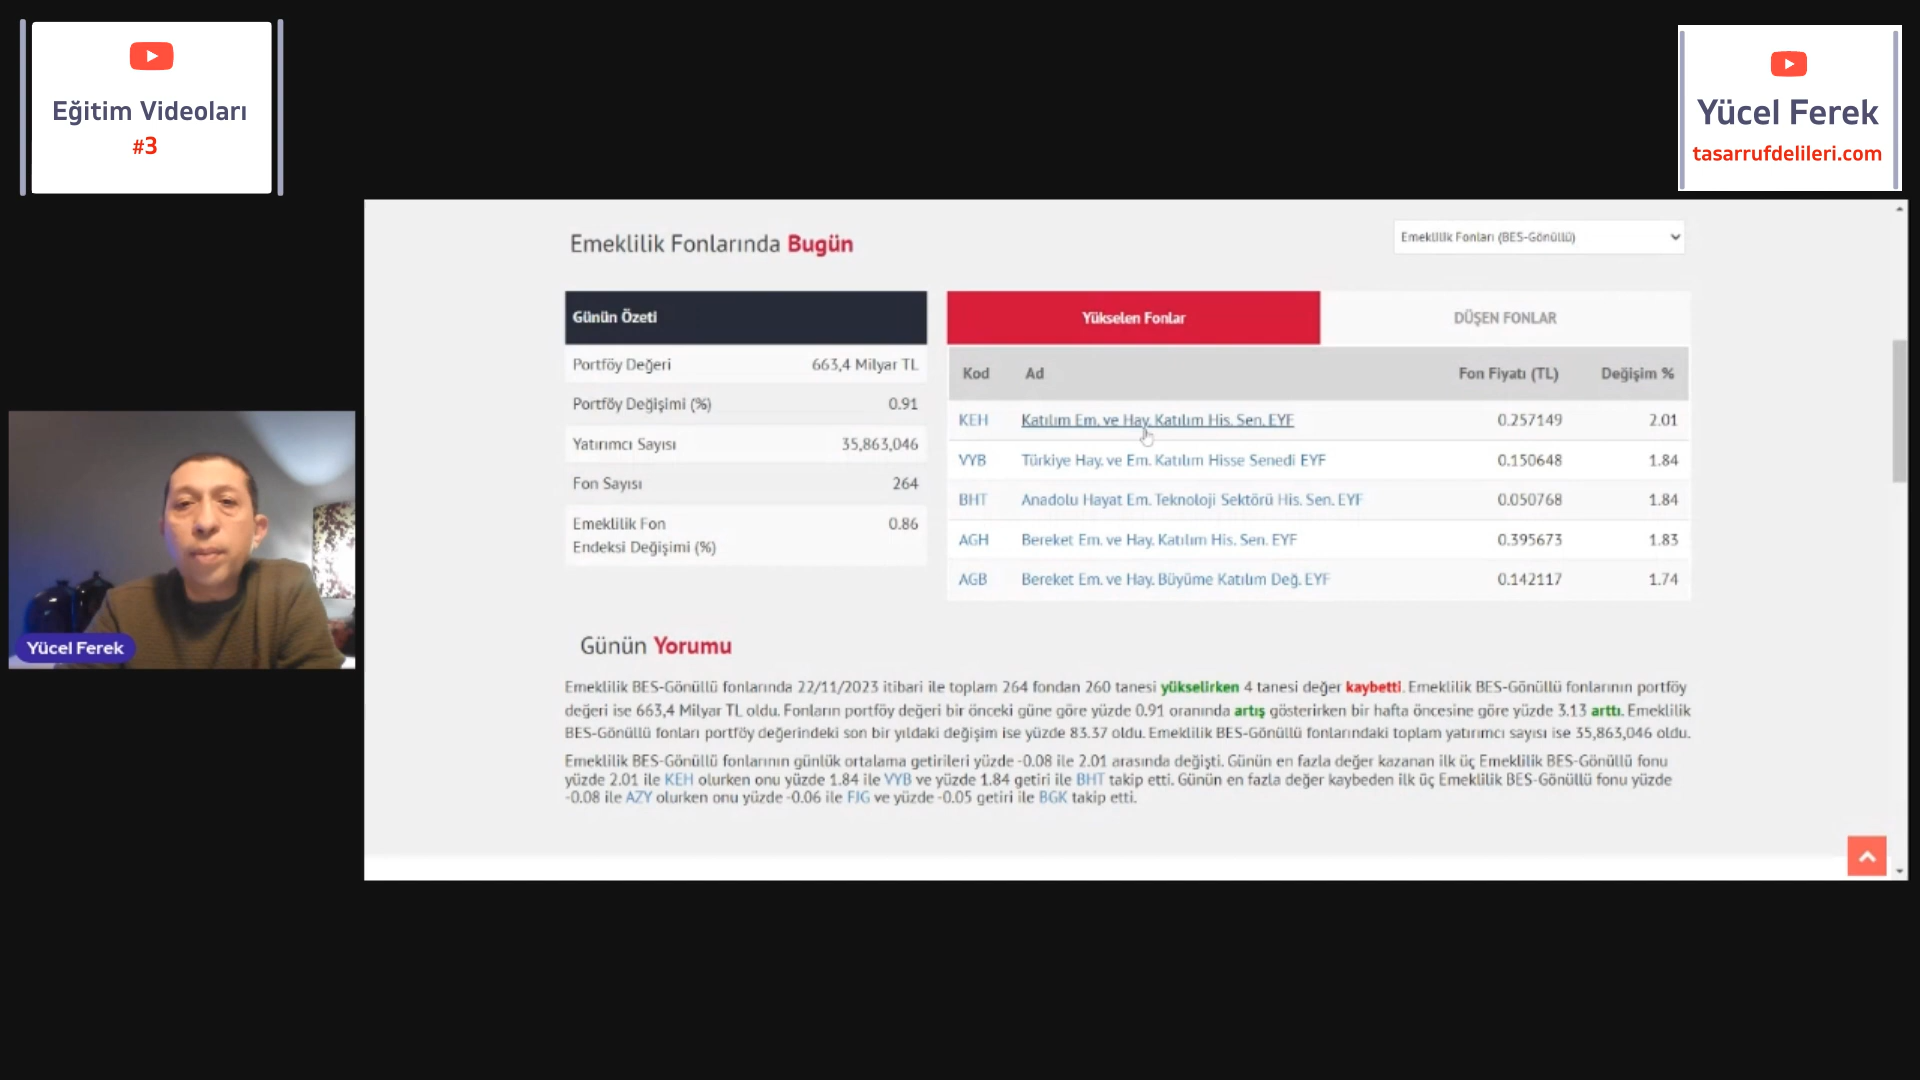 Eğitim Videoları
#3
Yücel Ferek
tasarrufdelileri.com
Emeklilik Fonlarında Bugün
Emeklilik Fonları (BES-Gönüllü)
Günün Özeti
Portföy Değeri 663,4 Milyar TL
Portföy Değişimi (%) 0.91
Yatırımcı Sayısı 35,863,046
Fon Sayısı 264
Emeklilik Fon 0.86
Endeksi Değişimi (%)
Yükselen Fonlar DÜŞEN FONLAR
Kod Ad Fon Fiyatı (TL) Değişim %
KEH Katılım Em. ve Hay. Katılım His. Sen. EYF 0.257149 2.01
VYB Türkiye Hay. ve Em. Katılım Hisse Senedi EYF 0.150648 1.84
BHT Anadolu Hayat Em. Teknoloji Sektörü His. Sen. EYF 0.050768 1.84
AGH Bereket Em. ve Hay. Katılım His. Sen. EYF 0.395673 1.83
AGB Bereket Em. ve Hay. Büyüme Katılım Değ. EYF 0.142117 1.74
Yücel Ferek
Günün Yorumu
Emeklilik BES-Gönüllü fonlarında 22/11/2023 itibari ile toplam 264 fondan 260 tanesi yükselirken 4 tanesi değer kaybetti. Emeklilik BES-Gönüllü fonlarının portföy
değeri ise 663,4 Milyar TL oldu. Fonların portföy değeri bir önceki güne göre yüzde 0.91 oranında artış gösterirken bir hafta öncesine göre yüzde 3.13 arttı. Emeklilik
BES-Gönüllü fonları portföy değerindeki son bir yıldaki değişim ise yüzde 83.37 oldu. Emeklilik BES-Gönüllü fonlarındaki toplam yatırımcı sayısı ise 35,863,046 oldu.
Emeklilik BES-Gönüllü fonlarının günlük ortalama getirileri yüzde -0.08 ile 2.01 arasında değişti. Günün en fazla değer kazanan ilk üç Emeklilik BES-Gönüllü fonu
yüzde 2.01 ile KEH olurken onu yüzde 1.84 ile VYB ve yüzde 1.84 getiri ile BHT takip etti. Günün en fazla değer kaybeden ilk üç Emeklilik BES-Gönüllü fonu yüzde
-0.08 ile AZY olurken onu yüzde -0.06 ile FJG ve yüzde -0.05 getiri ile BGK takip etti.